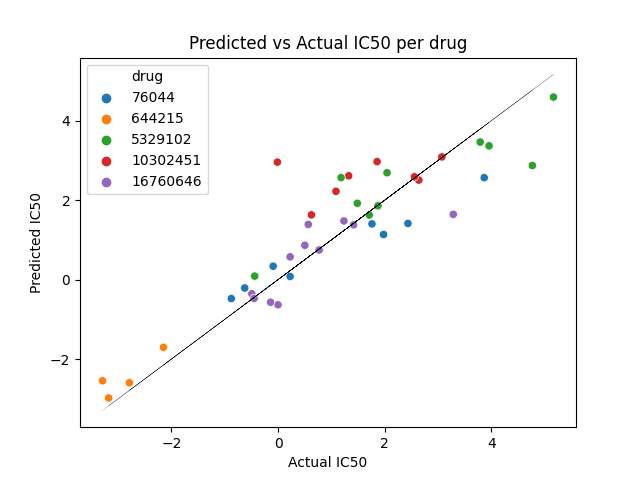 Predicted vs Actual IC50 per drug
drug
76044
644215
5329102
10302451
16760646
4
2
0
−2
Predicted IC50
−2 0 2 4
Actual IC50